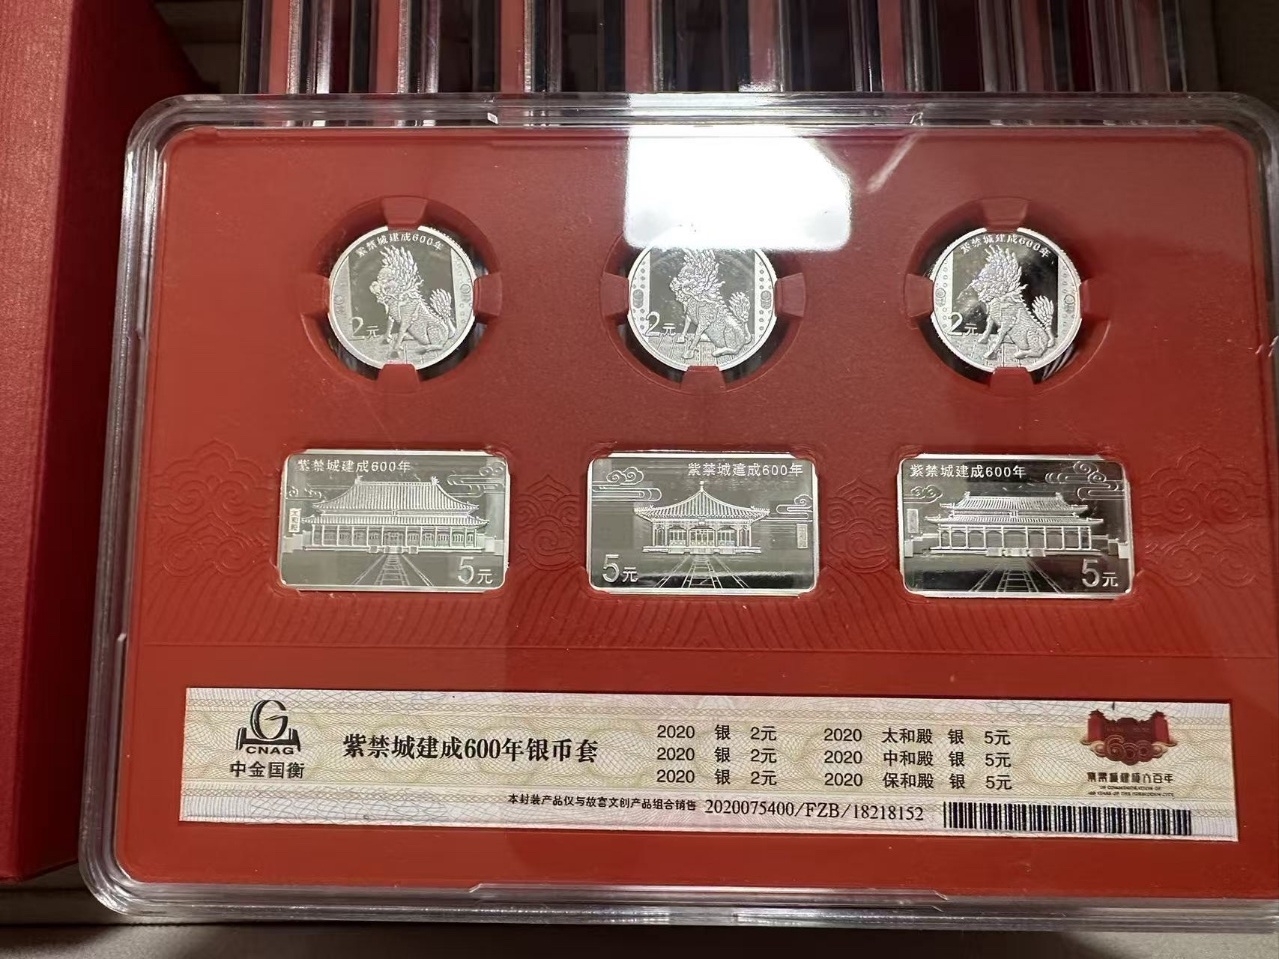 紫禁城建成600年
2元
2元
紫禁城建成600年
2元
紫禁城建成600年
5元
紫禁城建成600年
5元
紫禁城建成600年
5元
CNAG
中金国衡
紫禁城建成600年银币套
2020 银 2元 2020 太和殿 银 5元
2020 银 2元 2020 中和殿 银 5元
2020 银 2元 2020 保和殿 银 5元
本封装产品仅与故宫文创产品组合销售 2020075400/FZB/18218152
紫禁城建成六百年